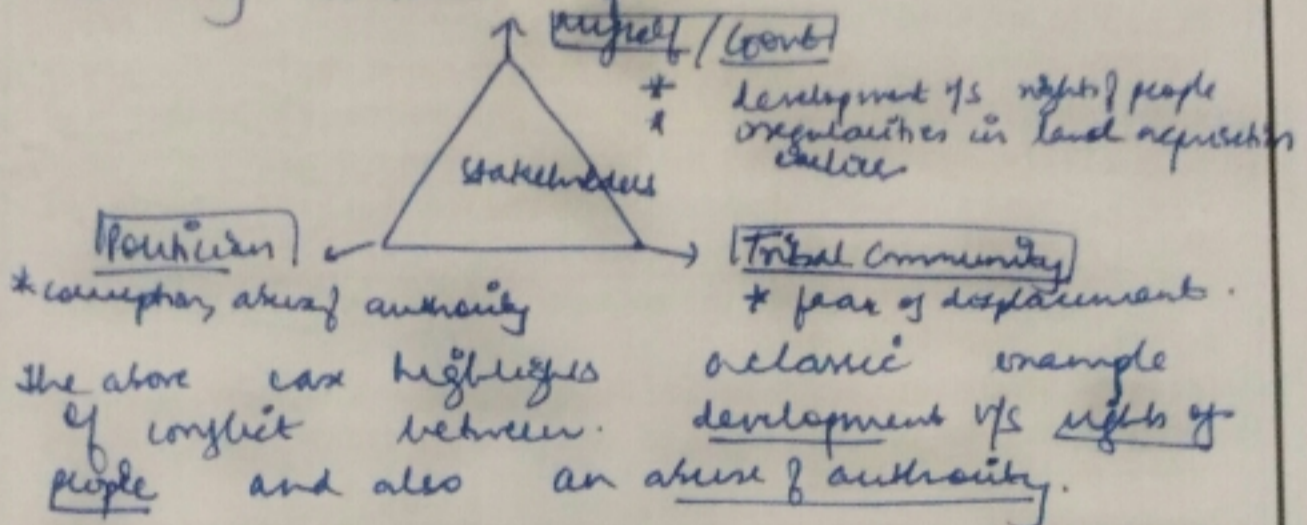 Myself / Govt
* development v/s rights of people
* irregularities in land acquisition
earlier
Stakeholders
Politician
Tribal Community
* corruption, abuse of authority
* fear of displacement.
The above case highlights a classic example
of conflict between development v/s rights of
people and also an abuse of authority.